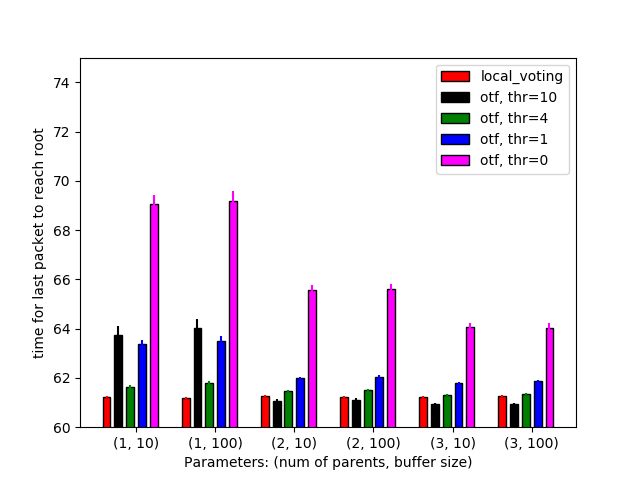 local_voting
otf, thr=10
otf, thr=4
otf, thr=1
otf, thr=0
time for last packet to reach root
74
72
70
68
66
64
62
60
(1, 10) (1, 100) (2, 10) (2, 100) (3, 10) (3, 100)
Parameters: (num of parents, buffer size)